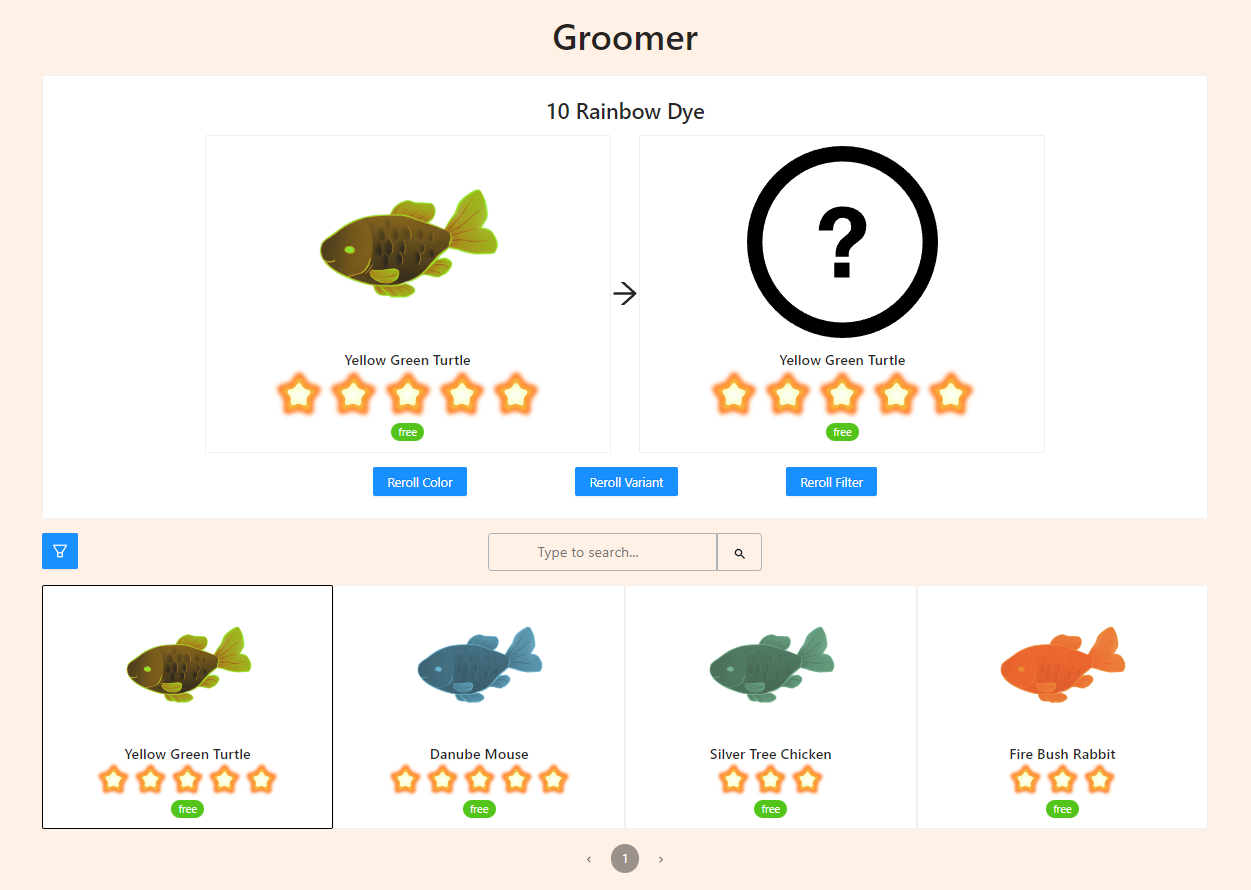 Groomer
10 Rainbow Dye
?
Yellow Green Turtle
free
Yellow Green Turtle
free
Reroll Color
Reroll Variant
Reroll Filter
Type to search...
Yellow Green Turtle
free
Danube Mouse
free
Silver Tree Chicken
free
Fire Bush Rabbit
free
1